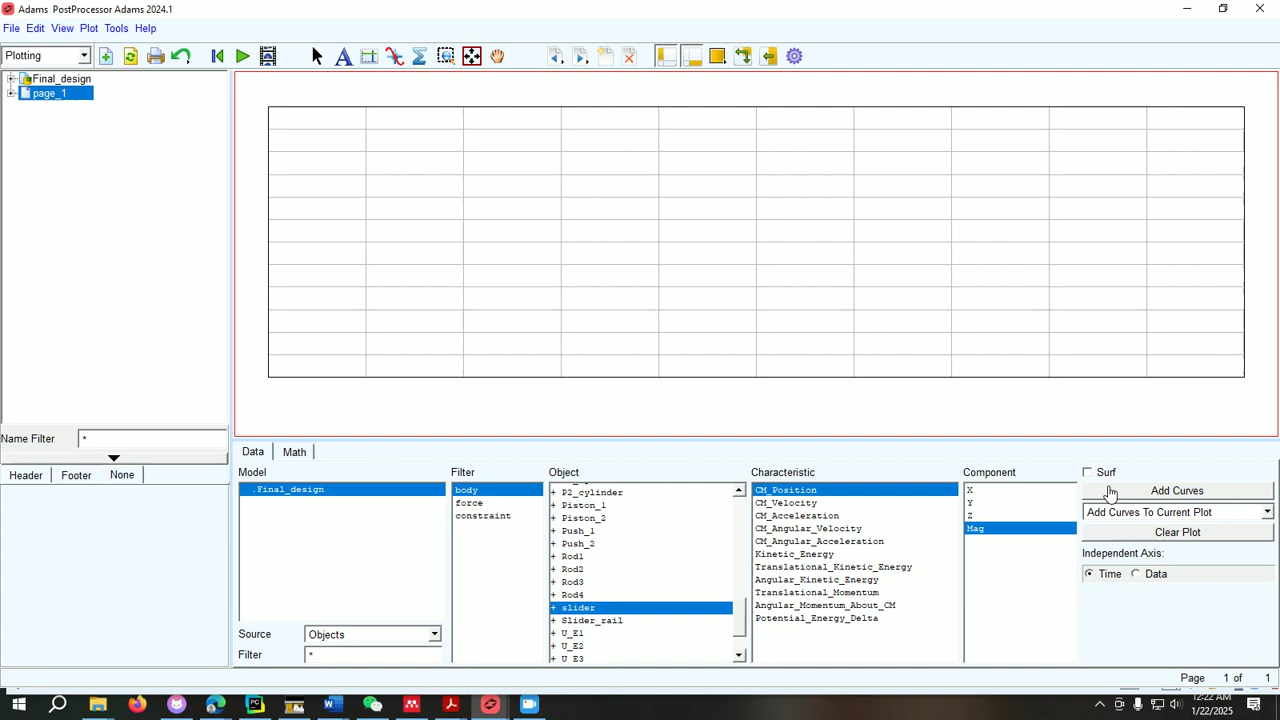 Adams PostProcessor Adams 2024.1
File Edit View Plot Tools Help
Plotting
Final_design
page_1
Name Filter *
Header Footer None
Data Math
Model Filter Object Characteristic Component Surf
.Final_design
Source Objects
Filter *
body
force
constraint
+ P2_cylinder
+ Piston_1
+ Piston_2
+ Push_1
+ Push_2
+ Rod1
+ Rod2
+ Rod3
+ Rod4
+ slider
+ Slider_rail
+ U_E1
+ U_E2
+ U_E3
CM_Position
CM_Velocity
CM_Acceleration
CM_Angular_Velocity
CM_Angular_Acceleration
Kinetic_Energy
Translational_Kinetic_Energy
Angular_Kinetic_Energy
Translational_Momentum
Angular_Momentum_About_CM
Potential_Energy_Delta
X
Y
Z
Mag
Add Curves
Add Curves To Current Plot
Clear Plot
Independent Axis:
Time Data
Page 1 of 1
12:22 AM
1/22/2025